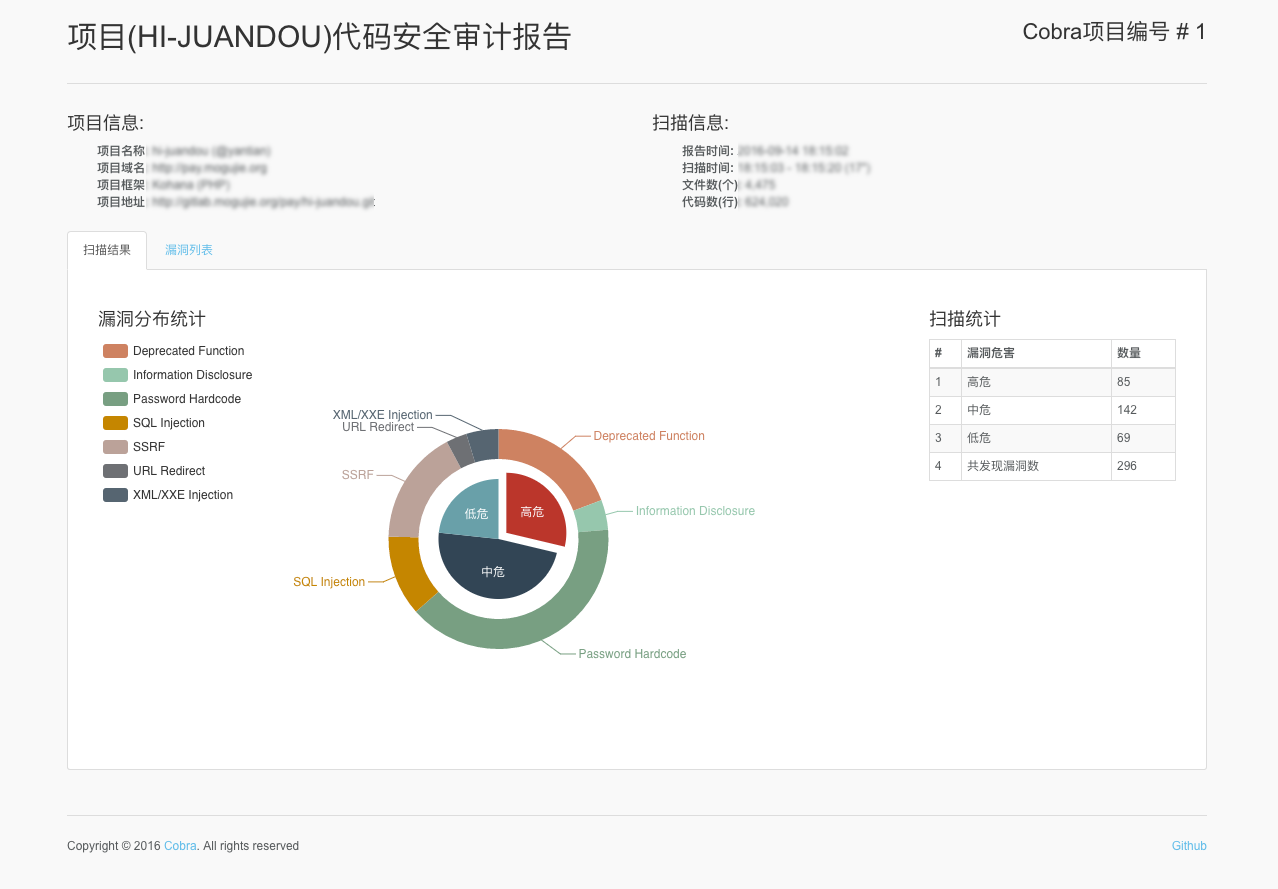 项目(HI-JUANDOU)代码安全审计报告
Cobra项目编号 # 1
项目信息:
项目名称: hi-juandou (@yantian)
项目域名: http://pay.mogujie.org
项目框架: Kohana (PHP)
项目地址: http://gitlab.mogujie.org/pay/hi-juandou.git
扫描信息:
报告时间: 2016-09-14 18:15:02
扫描时间: 18:15:03 - 18:15:20 (17")
文件数(个): 4,475
代码数(行): 624,020
扫描结果
漏洞列表
漏洞分布统计
Deprecated Function
Information Disclosure
Password Hardcode
SQL Injection
SSRF
URL Redirect
XML/XXE Injection
XML/XXE Injection
URL Redirect
Deprecated Function
SSRF
Information Disclosure
SQL Injection
Password Hardcode
低危
高危
中危
扫描统计
# 漏洞危害 数量
1 高危 85
2 中危 142
3 低危 69
4 共发现漏洞数 296
Copyright © 2016 Cobra. All rights reserved
Github